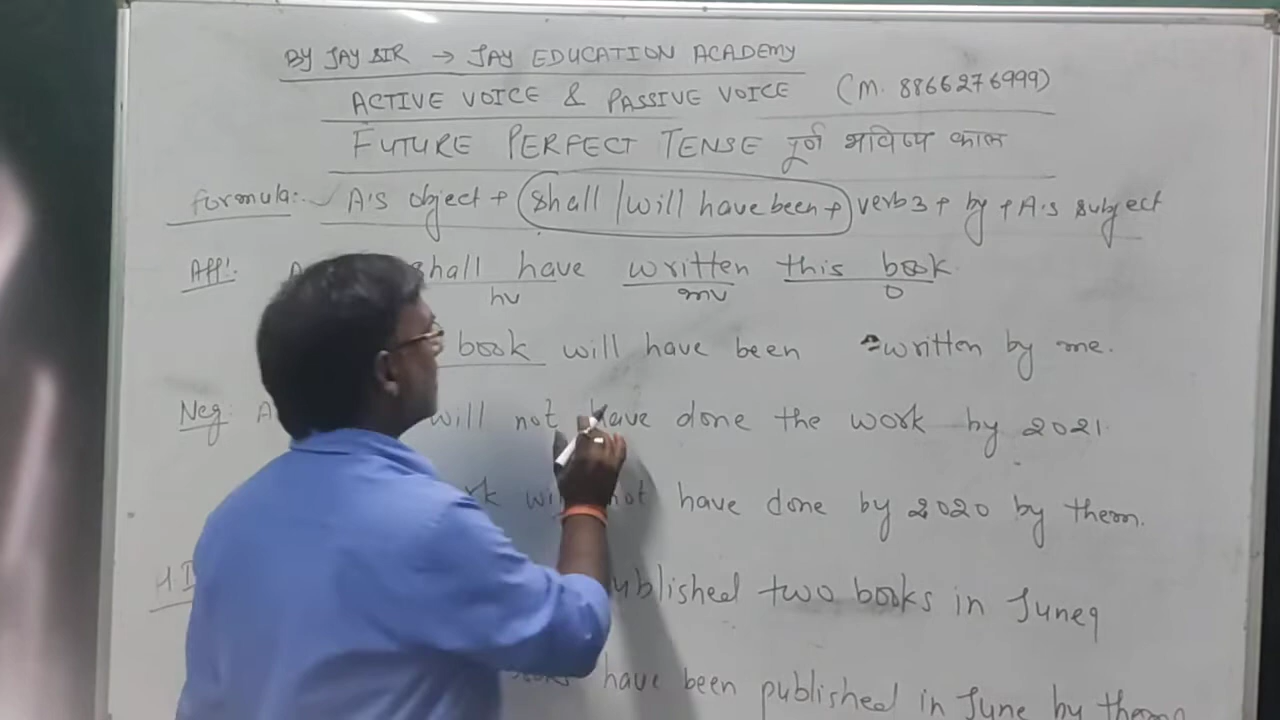 BY JAY SIR → JAY EDUCATION ACADEMY
ACTIVE VOICE & PASSIVE VOICE (M. 8866276999)
FUTURE PERFECT TENSE पूर्ण भविष्य काल
Formula:- A's object + (shall / will have been +) verb3 + by + A's subject
Aff: A shall have written this book.
hv mv O
book will have been written by me.
Neg: A will not have done the work by 2021.
will not have done by 2020 by them.
published two books in June
have been published in June by them